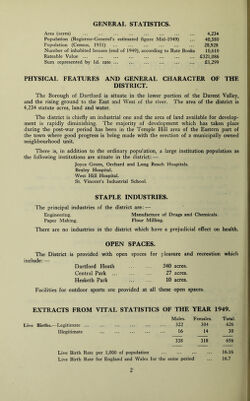 GENERAL STATISTICS.
Area (acres) ... 4,234
Population (Registrar-General's estimated figure Mid-1949) ... 40,550
Population (Census, 1931) ... 28,928
Number of inhabited houses (end of 1949), according to Rate Books
Rateable Value ... £321,086
Sum represented by 1d. rate ... £1,299
PHYSICAL FEATURES AND GENERAL CHARACTER OF THE
DISTRICT.
The Borough of Dartford is situate in the lower portion of the Darent Valley,
and the rising ground to the East and West of the river. The area of the district is
4,234 statute acres, land and water.
The district is chiefly an industrial one and the area of land available for develop-
ment is rapidly diminishing. The majority of development which has taken place
during the post-war period has been in the Temple Hill area of the Eastern part of
the town where good progress is being made with the erection of a municipally owned
neighbourhood unit.
There is, in addition to the ordinary population, a large institution population as
the following institutions are situate in the district:—
Joyce Green, Orchard and Long Reach Hospitals.
Bexley Hospital.
West Hill Hospital.
St. Vincent's Industrial School.
STAPLE INDUSTRIES.
The principal industries of the district are:—
Engineering. Manufacture of Drugs and Chemicals.
Paper Making. Flour Milling.
There are no industries in the district which have a prejudicial effect on health.
OPEN SPACES.
The District is provided with open spaces for pleasure and recreation which
include:—
Dartford Heath ... 340 acres.
Central Park ... 27 acres.
Hesketh Park ... 10 acres.
Facilities for outdoor sports are provided at all these open spaces.
EXTRACTS FROM VITAL STATISTICS OF THE YEAR 1949.
Males. Females. Total.
Live Births.—Legitimate ... 322 304 626
Illegitimate ... 16 14 30
338 318 656
Live Birth Rate per 1,000 of population ... 16.18
Live Birth Rate for England and Wales for the same period ... 16.7
2